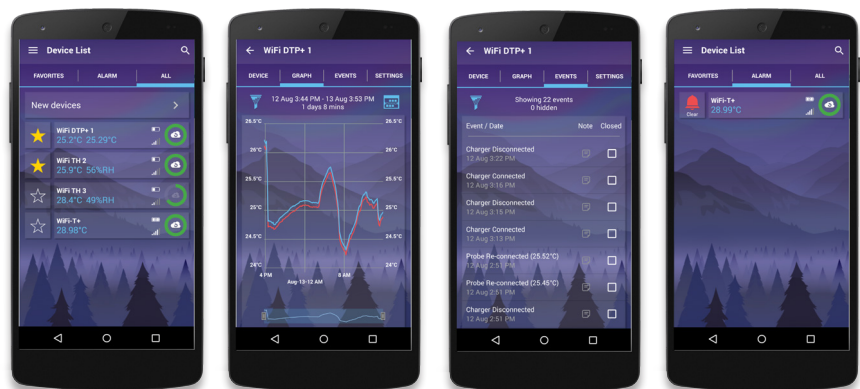 Device List
FAVORITES ALARM ALL
New devices
WiFi DTP+ 1
25.2°C 25.29°C
WiFi TH 2
25.9°C 56%RH
WiFi TH 3
28.4°C 49%RH
WiFi-T+
28.98°C
WiFi DTP+ 1
DEVICE GRAPH EVENTS SETTINGS
12 Aug 3:44 PM - 13 Aug 3:53 PM
1 days 8 mins
26.5°C 26.5°C
26°C 26°C
25.5°C 25.5°C
25°C 25°C
24.5°C 24.5°C
24°C 24°C
4 PM 8 AM
Aug-13-12 AM
WiFi DTP+ 1
DEVICE GRAPH EVENTS SETTINGS
Showing 22 events
0 hidden
Event / Date Note Closed
Charger Disconnected
12 Aug 3:22 PM
Charger Connected
12 Aug 3:16 PM
Charger Disconnected
12 Aug 3:15 PM
Charger Connected
12 Aug 3:13 PM
Probe Re-connected (25.52°C)
12 Aug 2:51 PM
Probe Re-connected (25.45°C)
12 Aug 2:51 PM
Charger Disconnected
12 Aug 2:51 PM
Device List
FAVORITES ALARM ALL
Clear
WiFi-T+
28.99°C